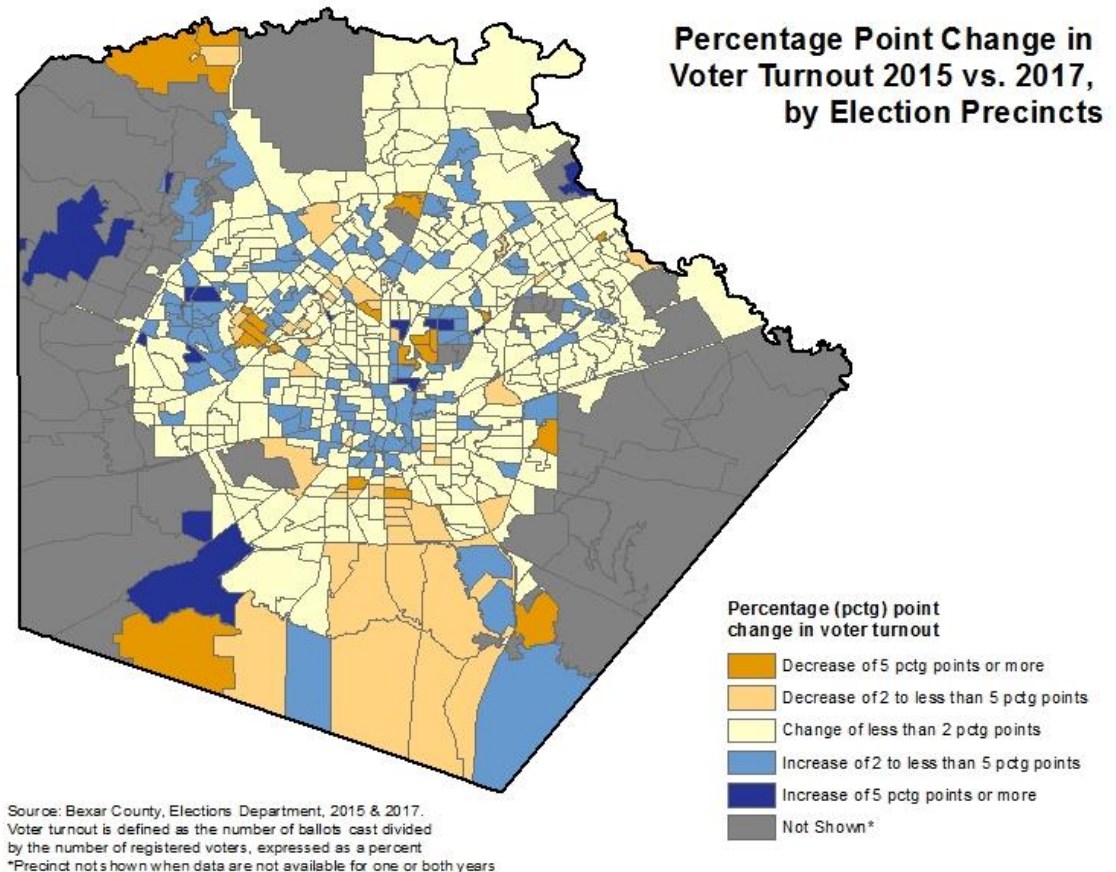 Percentage Point Change in
Voter Turnout 2015 vs. 2017,
by Election Precincts
Percentage (pctg) point
change in voter turnout
Decrease of 5 pctg points or more
Decrease of 2 to less than 5 pctg points
Change of less than 2 pctg points
Increase of 2 to less than 5 pctg points
Increase of 5 pctg points or more
Not Shown*
Source: Bexar County, Elections Department, 2015 & 2017.
Voter turnout is defined as the number of ballots cast divided
by the number of registered voters, expressed as a percent
*Precinct not shown when data are not available for one or both years